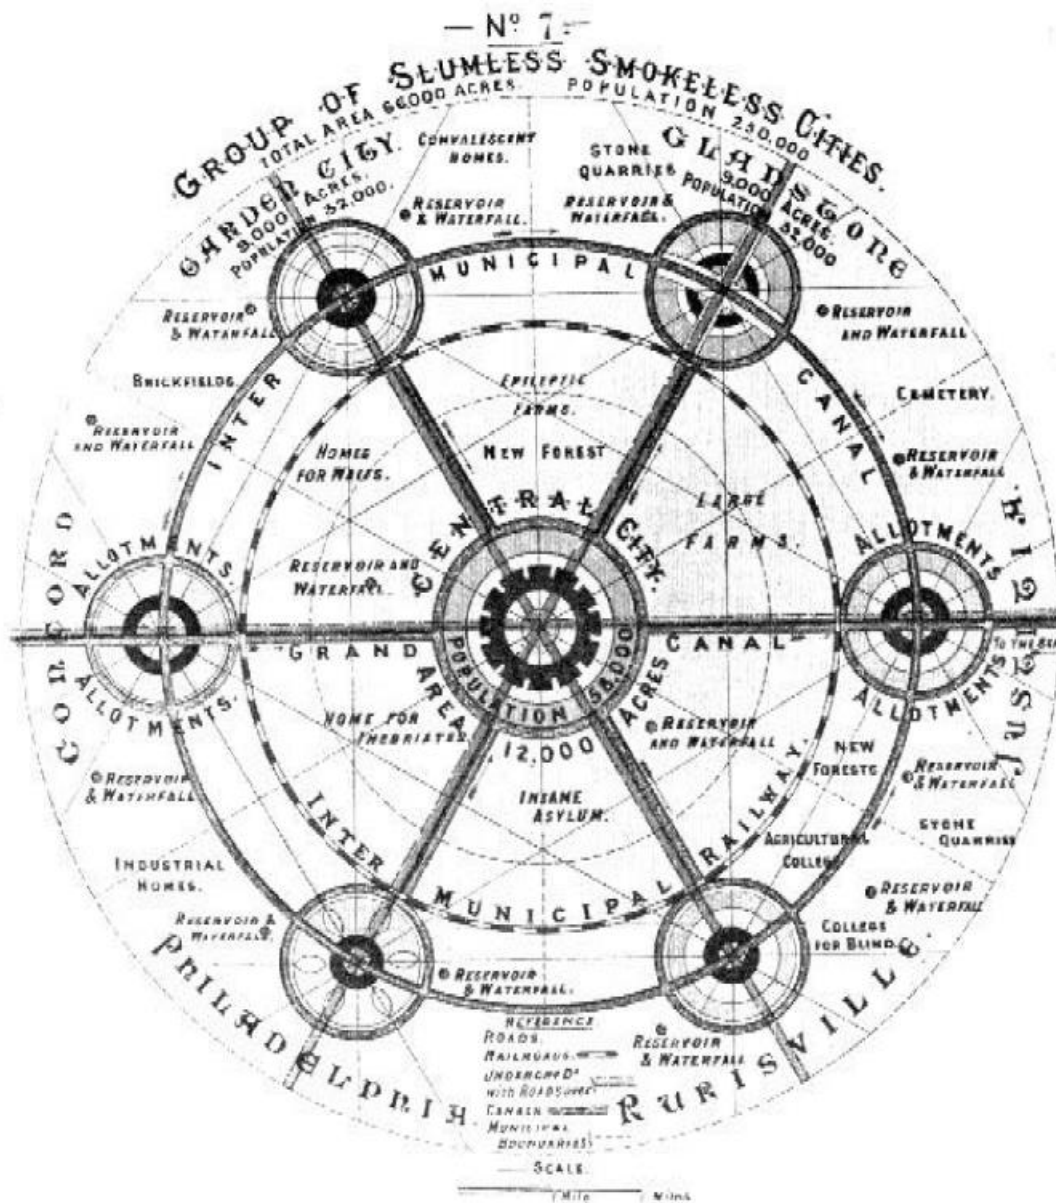 — Nº 7 —
GROUP OF SLUMLESS SMOKELESS CITIES.
TOTAL AREA 66000 ACRES. POPULATION 250,000
GARDEN CITY.
9,000 ACRES.
POPULATION 32,000.
CONVALESCENT
HOMES.
STONE
QUARRIES
GLADSTONE
9,000 ACRES.
POPULATION 32,000
RESERVOIR
& WATERFALL.
RESERVOIR &
WATERFALL.
INTER MUNICIPAL CANAL
RESERVOIR
& WATERFALL
RESERVOIR
AND WATERFALL
BRICKFIELDS.
EPILEPTIC
FARMS.
CEMETERY.
RESERVOIR
AND WATERFALL
HOMES
FOR WAIFS.
NEW FOREST
LARGE
FARMS.
RESERVOIR
& WATERFALL
CENTRAL CITY.
CONCORD
ALLOTMENTS.
RESERVOIR AND
WATERFALL.
ALLOTMENTS
JUSTITIA
GRAND CANAL
TO THE
ALLOTMENTS.
AREA 12,000 ACRES
POPULATION 58,000
ALLOTMENTS
HOME FOR
INEBRIATES
RESERVOIR
AND WATERFALL
NEW
FORESTS
RESERVOIR
& WATERFALL
RESERVOIR
& WATERFALL
INSANE
ASYLUM.
STONE
QUARRIES
INTER MUNICIPAL RAILWAY.
AGRICULTURAL
COLLEGE
INDUSTRIAL
HOMES.
RESERVOIR
& WATERFALL
RESERVOIR &
WATERFALL.
COLLEGE
FOR BLIND.
RESERVOIR
& WATERFALL.
PHILADELPHIA.
RURISVILLE.
REFERENCE
ROADS.
RAILROADS.
RESERVOIR
& WATERFALL
CANALS
MUNICIPAL
BOUNDARIES
SCALE.